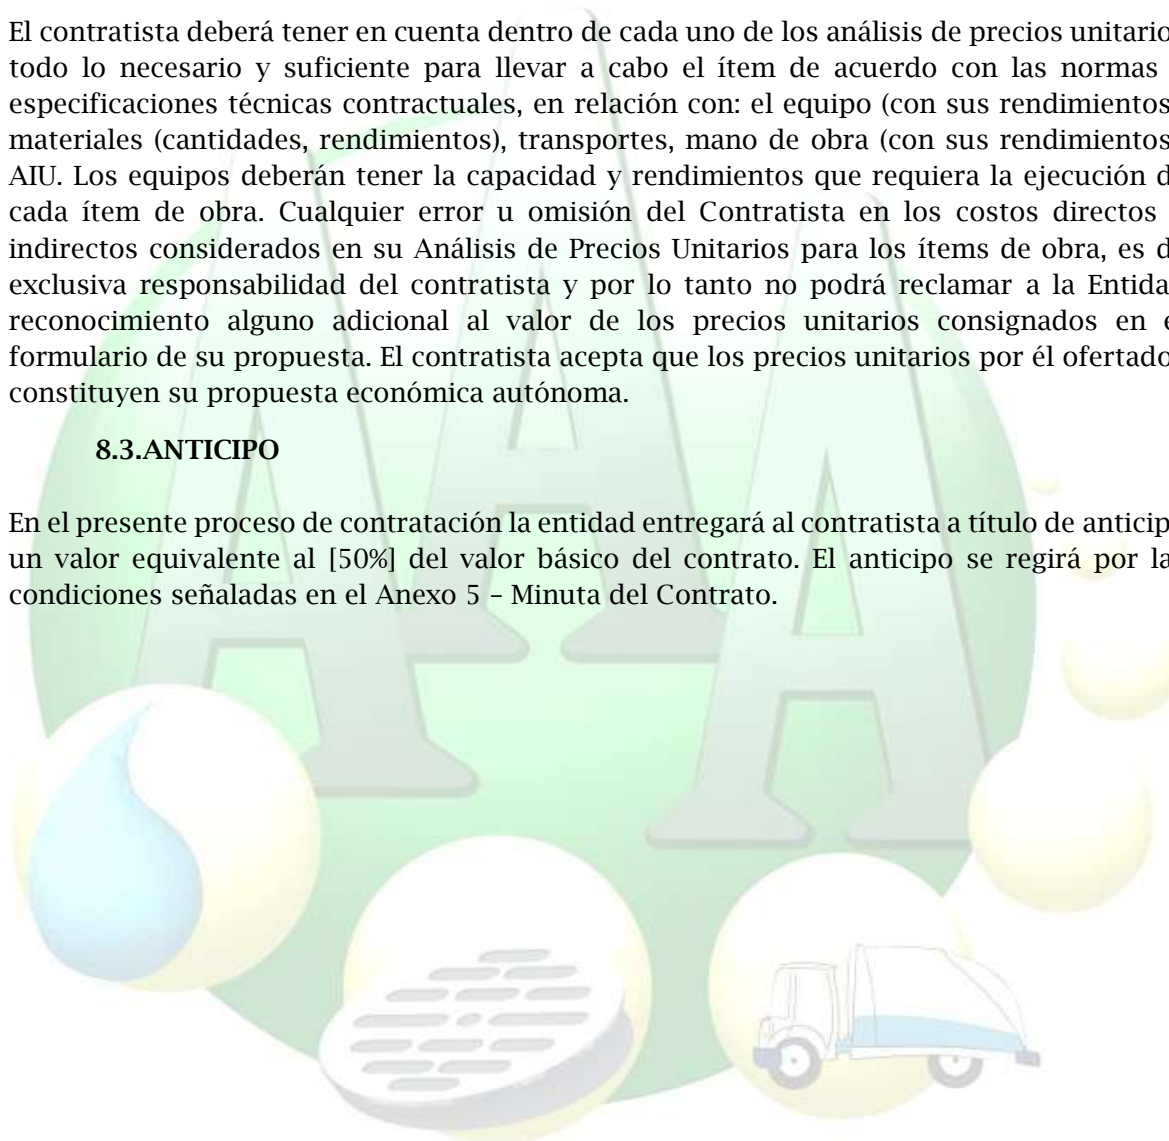 El contratista deberá tener en cuenta dentro de cada uno de los análisis de precios unitario
todo lo necesario y suficiente para llevar a cabo el ítem de acuerdo con las normas
especificaciones técnicas contractuales, en relación con: el equipo (con sus rendimientos
materiales (cantidades, rendimientos), transportes, mano de obra (con sus rendimientos
AIU. Los equipos deberán tener la capacidad y rendimientos que requiera la ejecución d
cada ítem de obra. Cualquier error u omisión del Contratista en los costos directos
indirectos considerados en su Análisis de Precios Unitarios para los ítems de obra, es d
exclusiva responsabilidad del contratista y por lo tanto no podrá reclamar a la Entida
reconocimiento alguno adicional al valor de los precios unitarios consignados en e
formulario de su propuesta. El contratista acepta que los precios unitarios por él ofertado
constituyen su propuesta económica autónoma.
8.3.ANTICIPO
En el presente proceso de contratación la entidad entregará al contratista a título de anticip
un valor equivalente al [50%] del valor básico del contrato. El anticipo se regirá por la
condiciones señaladas en el Anexo 5 – Minuta del Contrato.
AAA